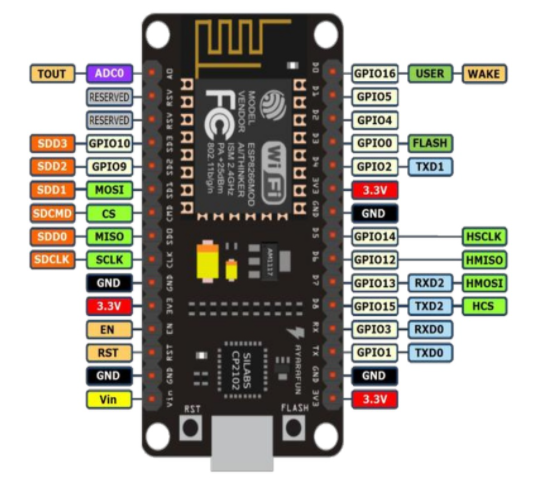 TOUT ADC0 A0 D0 GPIO16 USER WAKE
RESERVED RSV D1 GPIO5
RESERVED RSV D2 GPIO4
SDD3 GPIO10 SD3 D3 GPIO0 FLASH
SDD2 GPIO9 SD2 D4 GPIO2 TXD1
SDD1 MOSI SD1 3V3 3.3V
SDCMD CS CMD GND GND
SDD0 MISO SD0 D5 GPIO14 HSCLK
SDCLK SCLK CLK D6 GPIO12 HMISO
GND GND D7 GPIO13 RXD2 HMOSI
3.3V 3V3 D8 GPIO15 TXD2 HCS
EN EN RX GPIO3 RXD0
RST RST TX GPIO1 TXD0
GND GND GND GND
Vin Vin 3V3 3.3V
MODEL ESP8266MOD
VENDOR AI/THINKER
ISM 2.4GHz
PA +25dBm
802.11b/g/n
FC
Wi Fi
AM1117
SILABS
CP2102
AYARAFUN
RST
FLASH